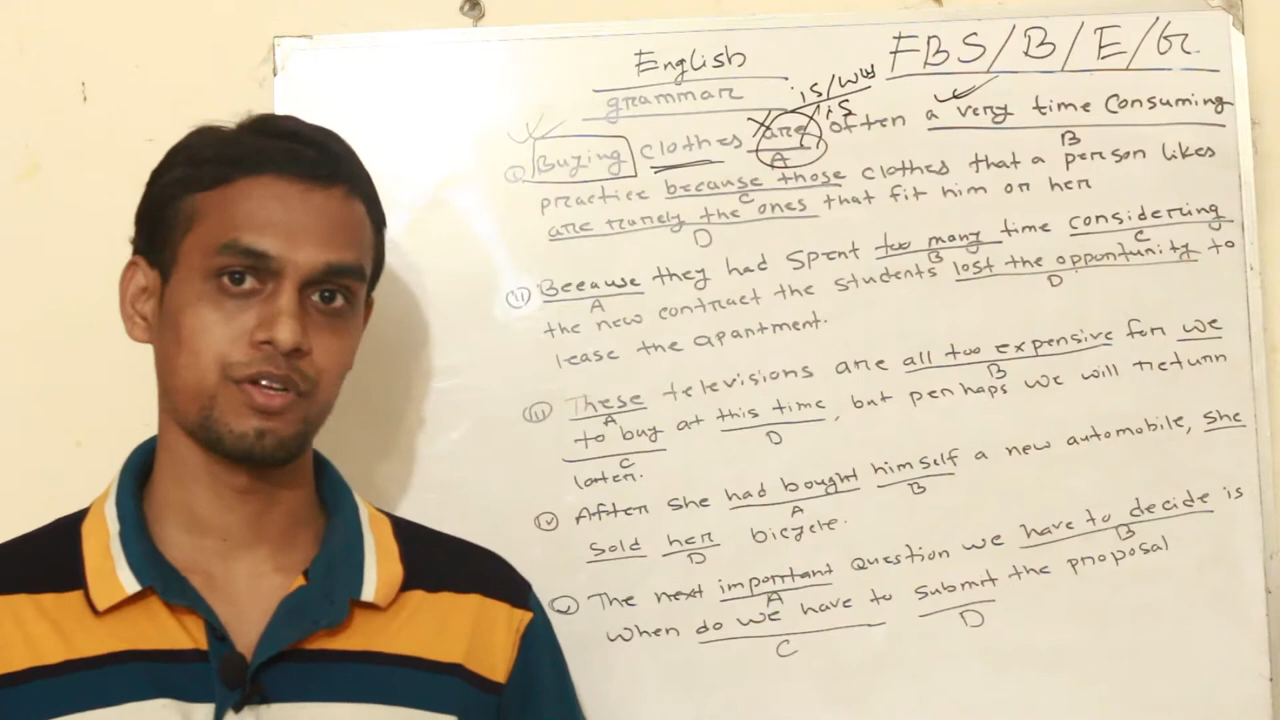 English
grammar
FBS/B/E/G
is/was
is
(i) Buying clothes are often a very time consuming
A
B
practice because those clothes that a person likes
C
are rarely the ones that fit him or her
D
(ii) Because they had spent too many time considering
A
B
C
the new contract the students lost the opportunity to
D
lease the apartment.
(iii) These televisions are all too expensive for we
A
B
to buy at this time, but perhaps we will return
C
D
later.
(iv) After she had bought himself a new automobile, she
A
B
sold her bicycle.
D
(v) The next important Question we have to decide is
A
B
When do we have to submit the proposal
C
D